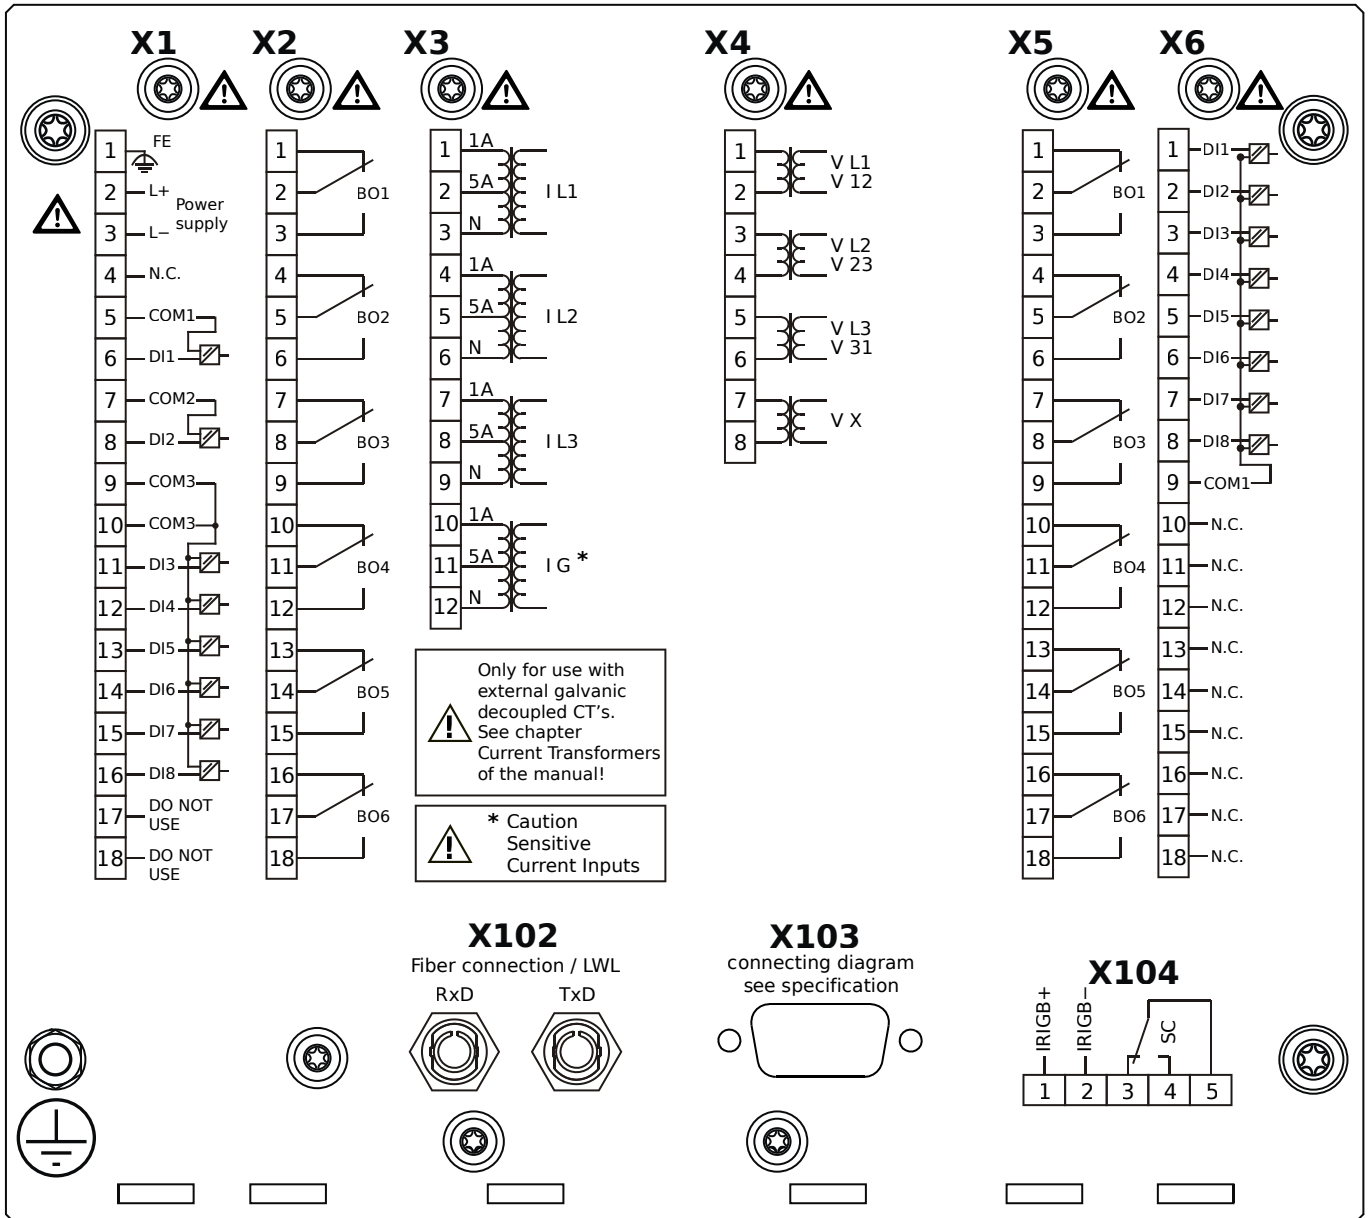 X1
X2
X3
X4
X5
X6
1 FE
2 L+
Power
supply
3 L−
4 N.C.
5 COM1
6 DI1
7 COM2
8 DI2
9 COM3
10 COM3
11 DI3
12 DI4
13 DI5
14 DI6
15 DI7
16 DI8
17 DO NOT
USE
18 DO NOT
USE
1
2 BO1
3
4
5 BO2
6
7
8 BO3
9
10
11 BO4
12
13
14 BO5
15
16
17 BO6
18
1 1A
2 5A I L1
3 N
4 1A
5 5A I L2
6 N
7 1A
8 5A I L3
9 N
10 1A
11 5A I G *
12 N
Only for use with
external galvanic
decoupled CT's.
See chapter
Current Transformers
of the manual!
* Caution
Sensitive
Current Inputs
1 V L1
2 V 12
3 V L2
4 V 23
5 V L3
6 V 31
7 V X
8
1
2 BO1
3
4
5 BO2
6
7
8 BO3
9
10
11 BO4
12
13
14 BO5
15
16
17 BO6
18
1 DI1
2 DI2
3 DI3
4 DI4
5 DI5
6 DI6
7 DI7
8 DI8
9 COM1
10 N.C.
11 N.C.
12 N.C.
13 N.C.
14 N.C.
15 N.C.
16 N.C.
17 N.C.
18 N.C.
X102
Fiber connection / LWL
RxD TxD
X103
connecting diagram
see specification
X104
IRIGB+
IRIGB−
SC
1 2 3 4 5